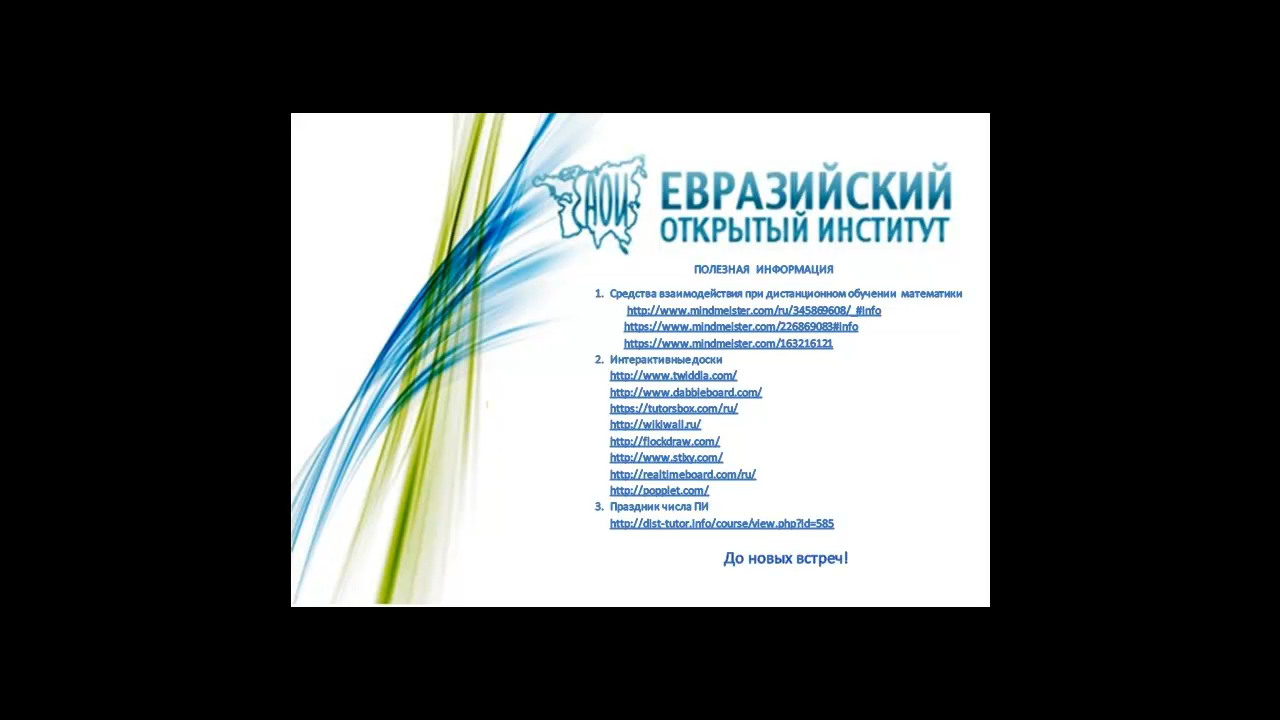 ЕАОИ
ЕВРАЗИЙСКИЙ
ОТКРЫТЫЙ ИНСТИТУТ
ПОЛЕЗНАЯ ИНФОРМАЦИЯ
1. Средства взаимодействия при дистанционном обучении математики
http://www.mindmeister.com/ru/345869608/_#info
https://www.mindmeister.com/226869083#info
https://www.mindmeister.com/163216121
2. Интерактивные доски
http://www.twiddla.com/
http://www.dabbleboard.com/
https://tutorsbox.com/ru/
http://wikiwall.ru/
http://flockdraw.com/
http://www.stixy.com/
http://realtimeboard.com/ru/
http://popplet.com/
3. Праздник числа ПИ
http://dist-tutor.info/course/view.php?id=585
До новых встреч!